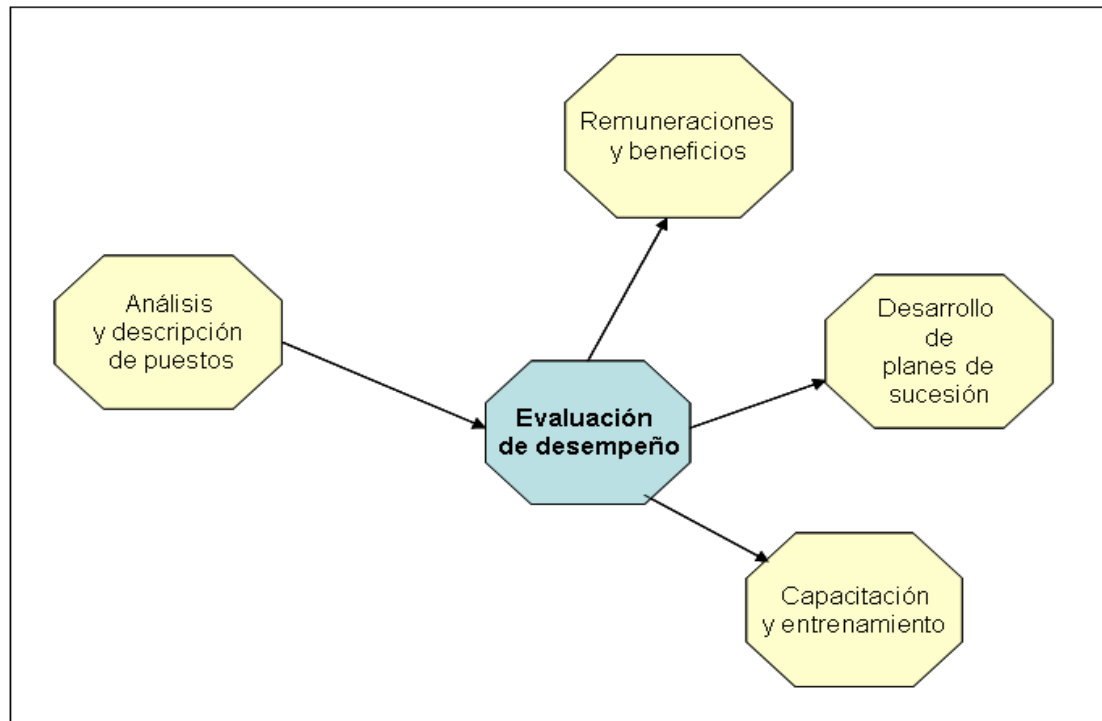 Remuneraciones
y beneficios
Análisis
y descripción
de puestos
Desarrollo
de
planes de
sucesión
Evaluación
de desempeño
Capacitación
y entrenamiento